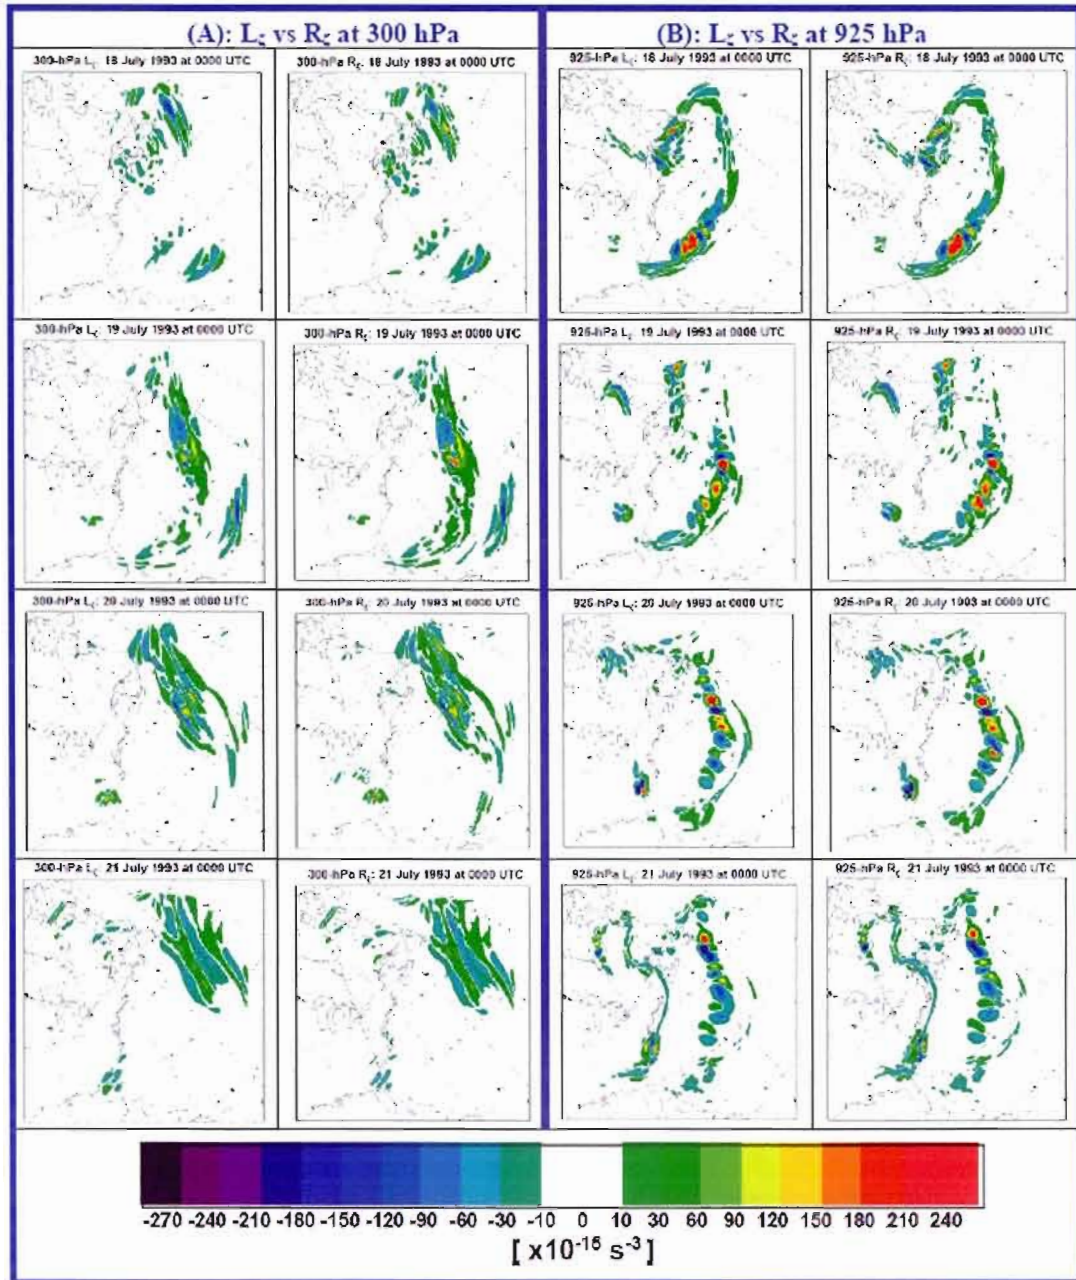 (A): Lζ vs Rζ at 300 hPa
(B): Lζ vs Rζ at 925 hPa
300-hPa Lζ: 18 July 1993 at 0000 UTC
300-hPa Rζ: 18 July 1993 at 0000 UTC
925-hPa Lζ: 18 July 1993 at 0000 UTC
925-hPa Rζ: 18 July 1993 at 0000 UTC
300-hPa Lζ: 19 July 1993 at 0000 UTC
300-hPa Rζ: 19 July 1993 at 0000 UTC
925-hPa Lζ: 19 July 1993 at 0000 UTC
925-hPa Rζ: 19 July 1993 at 0000 UTC
300-hPa Lζ: 20 July 1993 at 0000 UTC
300-hPa Rζ: 20 July 1993 at 0000 UTC
925-hPa Lζ: 20 July 1993 at 0000 UTC
925-hPa Rζ: 20 July 1993 at 0000 UTC
300-hPa Lζ: 21 July 1993 at 0000 UTC
300-hPa Rζ: 21 July 1993 at 0000 UTC
925-hPa Lζ: 21 July 1993 at 0000 UTC
925-hPa Rζ: 21 July 1993 at 0000 UTC
-270 -240 -210 -180 -150 -120 -90 -60 -30 -10 0 10 30 60 90 120 150 180 210 240
[ x10⁻¹⁵ s⁻³ ]